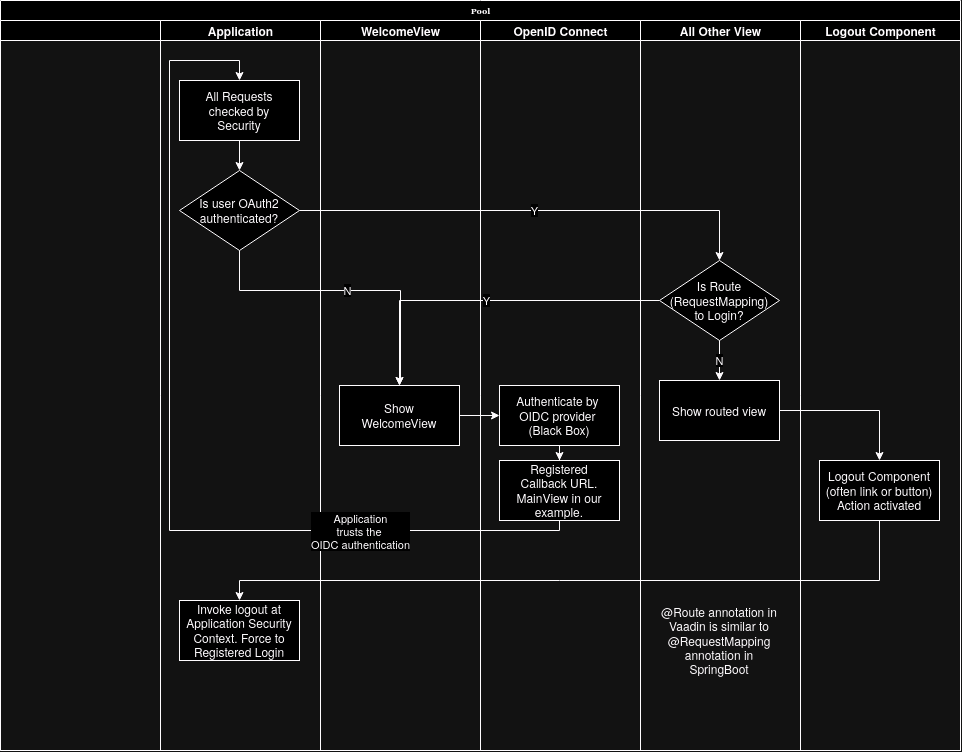 Pool
Application
WelcomeView
OpenID Connect
All Other View
Logout Component
All Requests
checked by
Security
Is user OAuth2
authenticated?
Y
N
Y
Is Route
(RequestMapping)
to Login?
N
Show
WelcomeView
Authenticate by
OIDC provider
(Black Box)
Show routed view
Registered
Callback URL.
MainView in our
example.
Logout Component
(often link or button)
Action activated
Application
trusts the
OIDC authentication
Invoke logout at
Application Security
Context. Force to
Registered Login
@Route annotation in
Vaadin is similar to
@RequestMapping
annotation in
SpringBoot